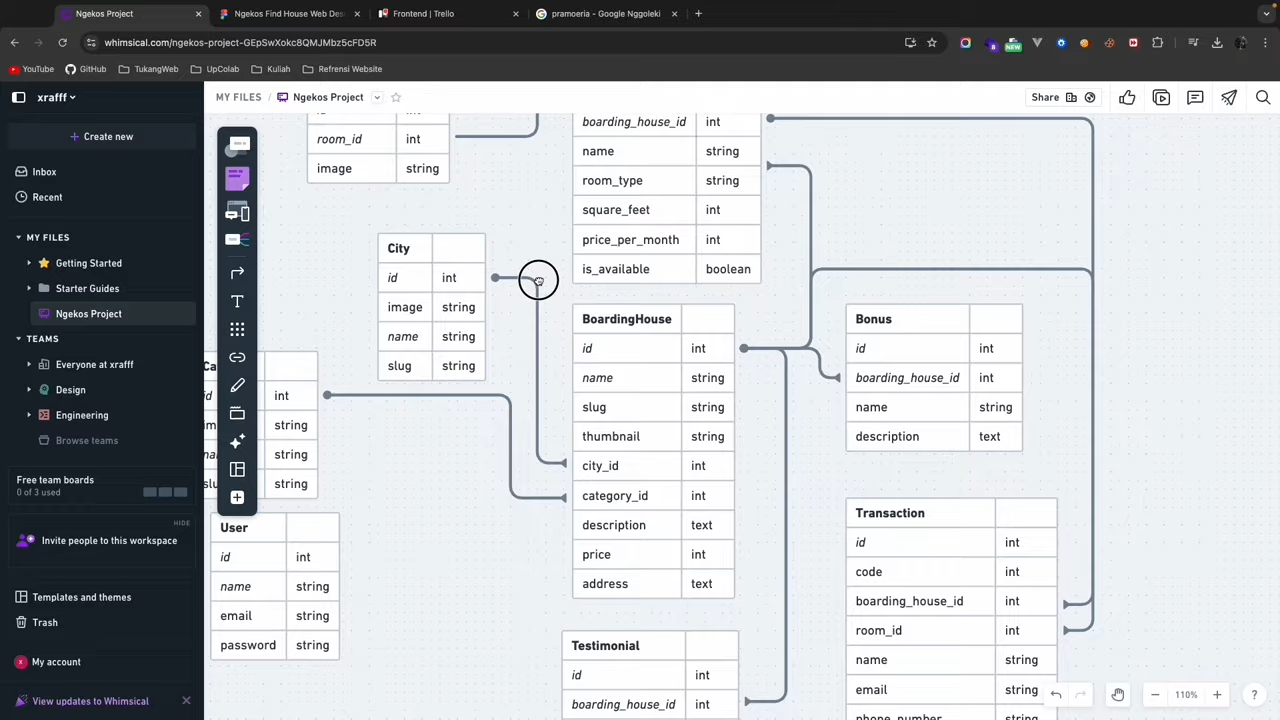 Ngekos Project
Ngekos Find House Web Des
Frontend | Trello
pramoeria - Google Nggoleki
whimsical.com/ngekos-project-GEpSwXokc8QMJMbz5cFD5R
NEW
YouTube
GitHub
TukangWeb
UpColab
Kuliah
Refrensi Website
xrafff
MY FILES / Ngekos Project
Share
Create new
Inbox
Recent
MY FILES
Getting Started
Starter Guides
Ngekos Project
TEAMS
Everyone at xrafff
Design
Engineering
Browse teams
Free team boards
0 of 3 used
HIDE
Invite people to this workspace
Templates and themes
Trash
My account
View updates to Whimsical
room_id int
image string
boarding_house_id int
name string
room_type string
square_feet int
price_per_month int
is_available boolean
City
id int
image string
name string
slug string
Ca
id int
string
string
string
User
id int
name string
email string
password string
BoardingHouse
id int
name string
slug string
thumbnail string
city_id int
category_id int
description text
price int
address text
Testimonial
id int
boarding_house_id int
Bonus
id int
boarding_house_id int
name string
description text
Transaction
id int
code int
boarding_house_id int
room_id int
name string
email string
phone_number string
110%